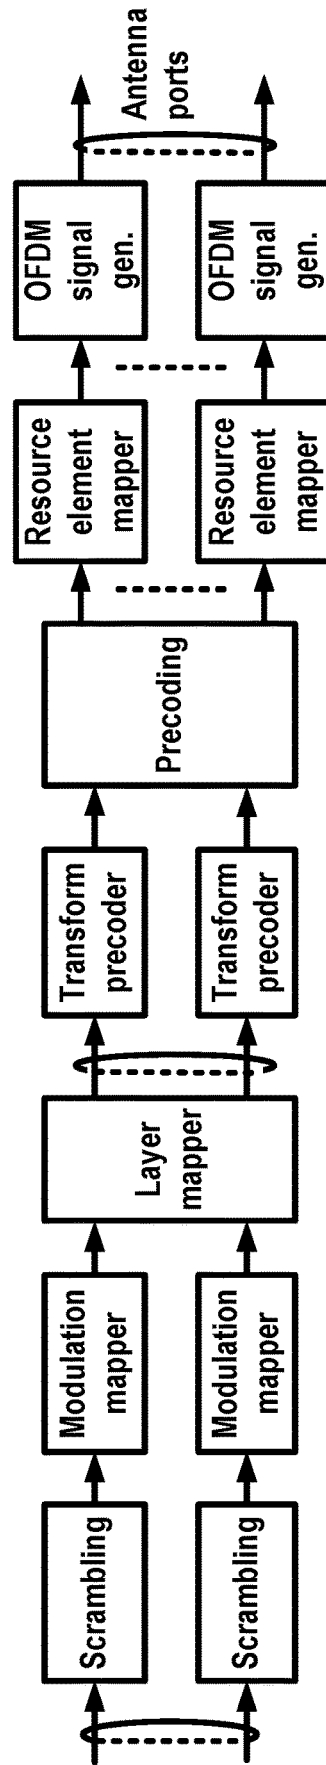 Scrambling
Scrambling
Modulation
mapper
Modulation
mapper
Layer
mapper
Transform
precoder
Transform
precoder
Precoding
Resource
element
mapper
Resource
element
mapper
OFDM
signal
gen.
OFDM
signal
gen.
Antenna
ports